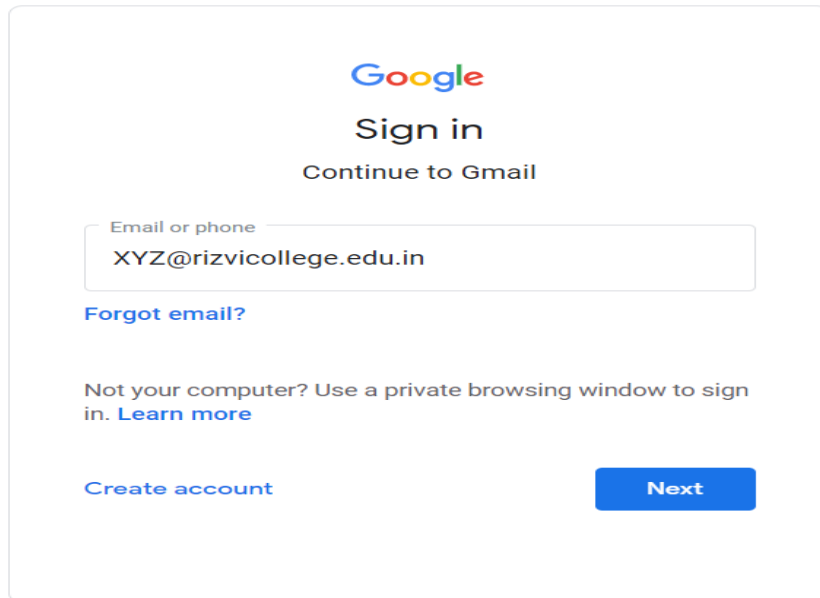 Google
Sign in
Continue to Gmail
Email or phone
XYZ@rizvicollege.edu.in
Forgot email?
Not your computer? Use a private browsing window to sign
in. Learn more
Create account
Next